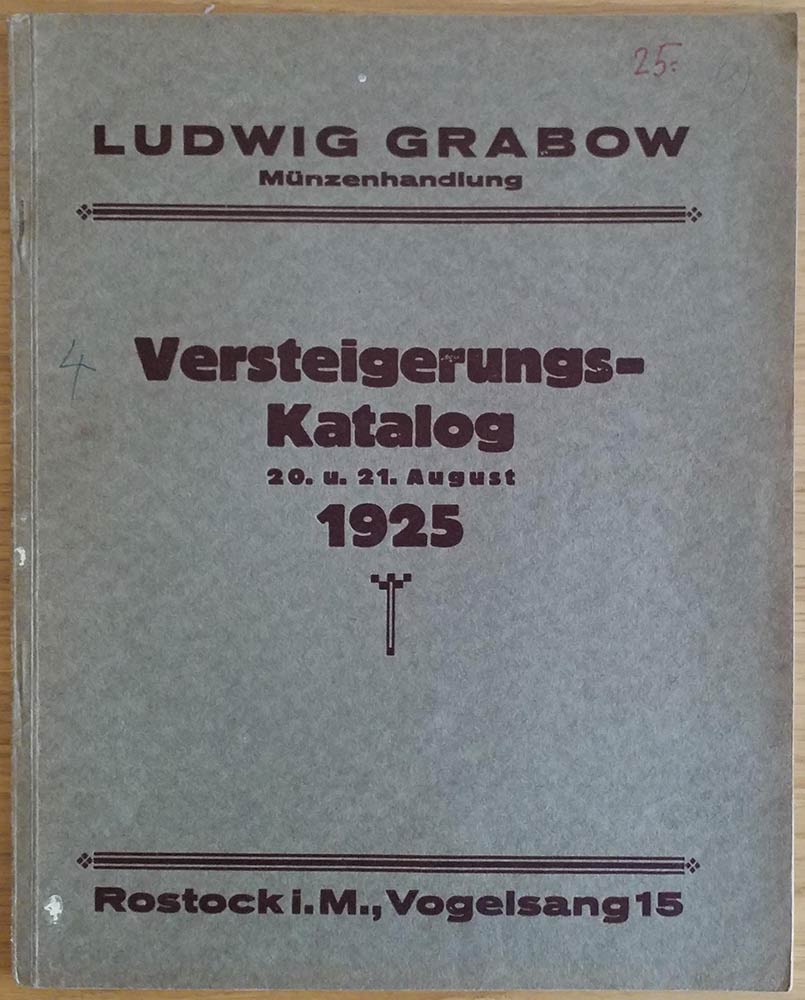 25.-
LUDWIG GRABOW
Münzenhandlung
4
Versteigerungs-
Katalog
20. u. 21. August
1925
Rostock i. M., Vogelsang 15